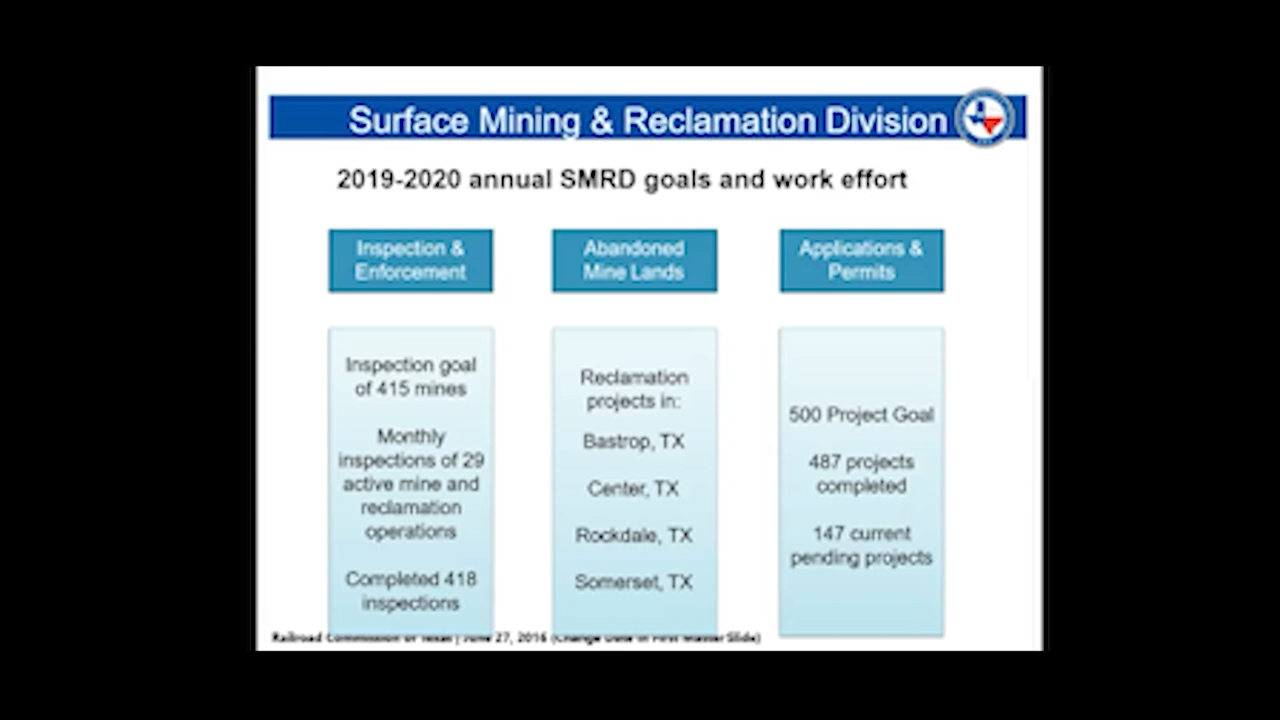 Surface Mining & Reclamation Division
2019-2020 annual SMRD goals and work effort
Inspection &
Enforcement
Inspection goal
of 415 mines
Monthly
inspections of 29
active mine and
reclamation
operations
Completed 418
inspections
Abandoned
Mine Lands
Reclamation
projects in:
Bastrop, TX
Center, TX
Rockdale, TX
Somerset, TX
Applications &
Permits
500 Project Goal
487 projects
completed
147 current
pending projects
Railroad Commission of Texas | June 27, 2016 (Change Date In First Master Slide)